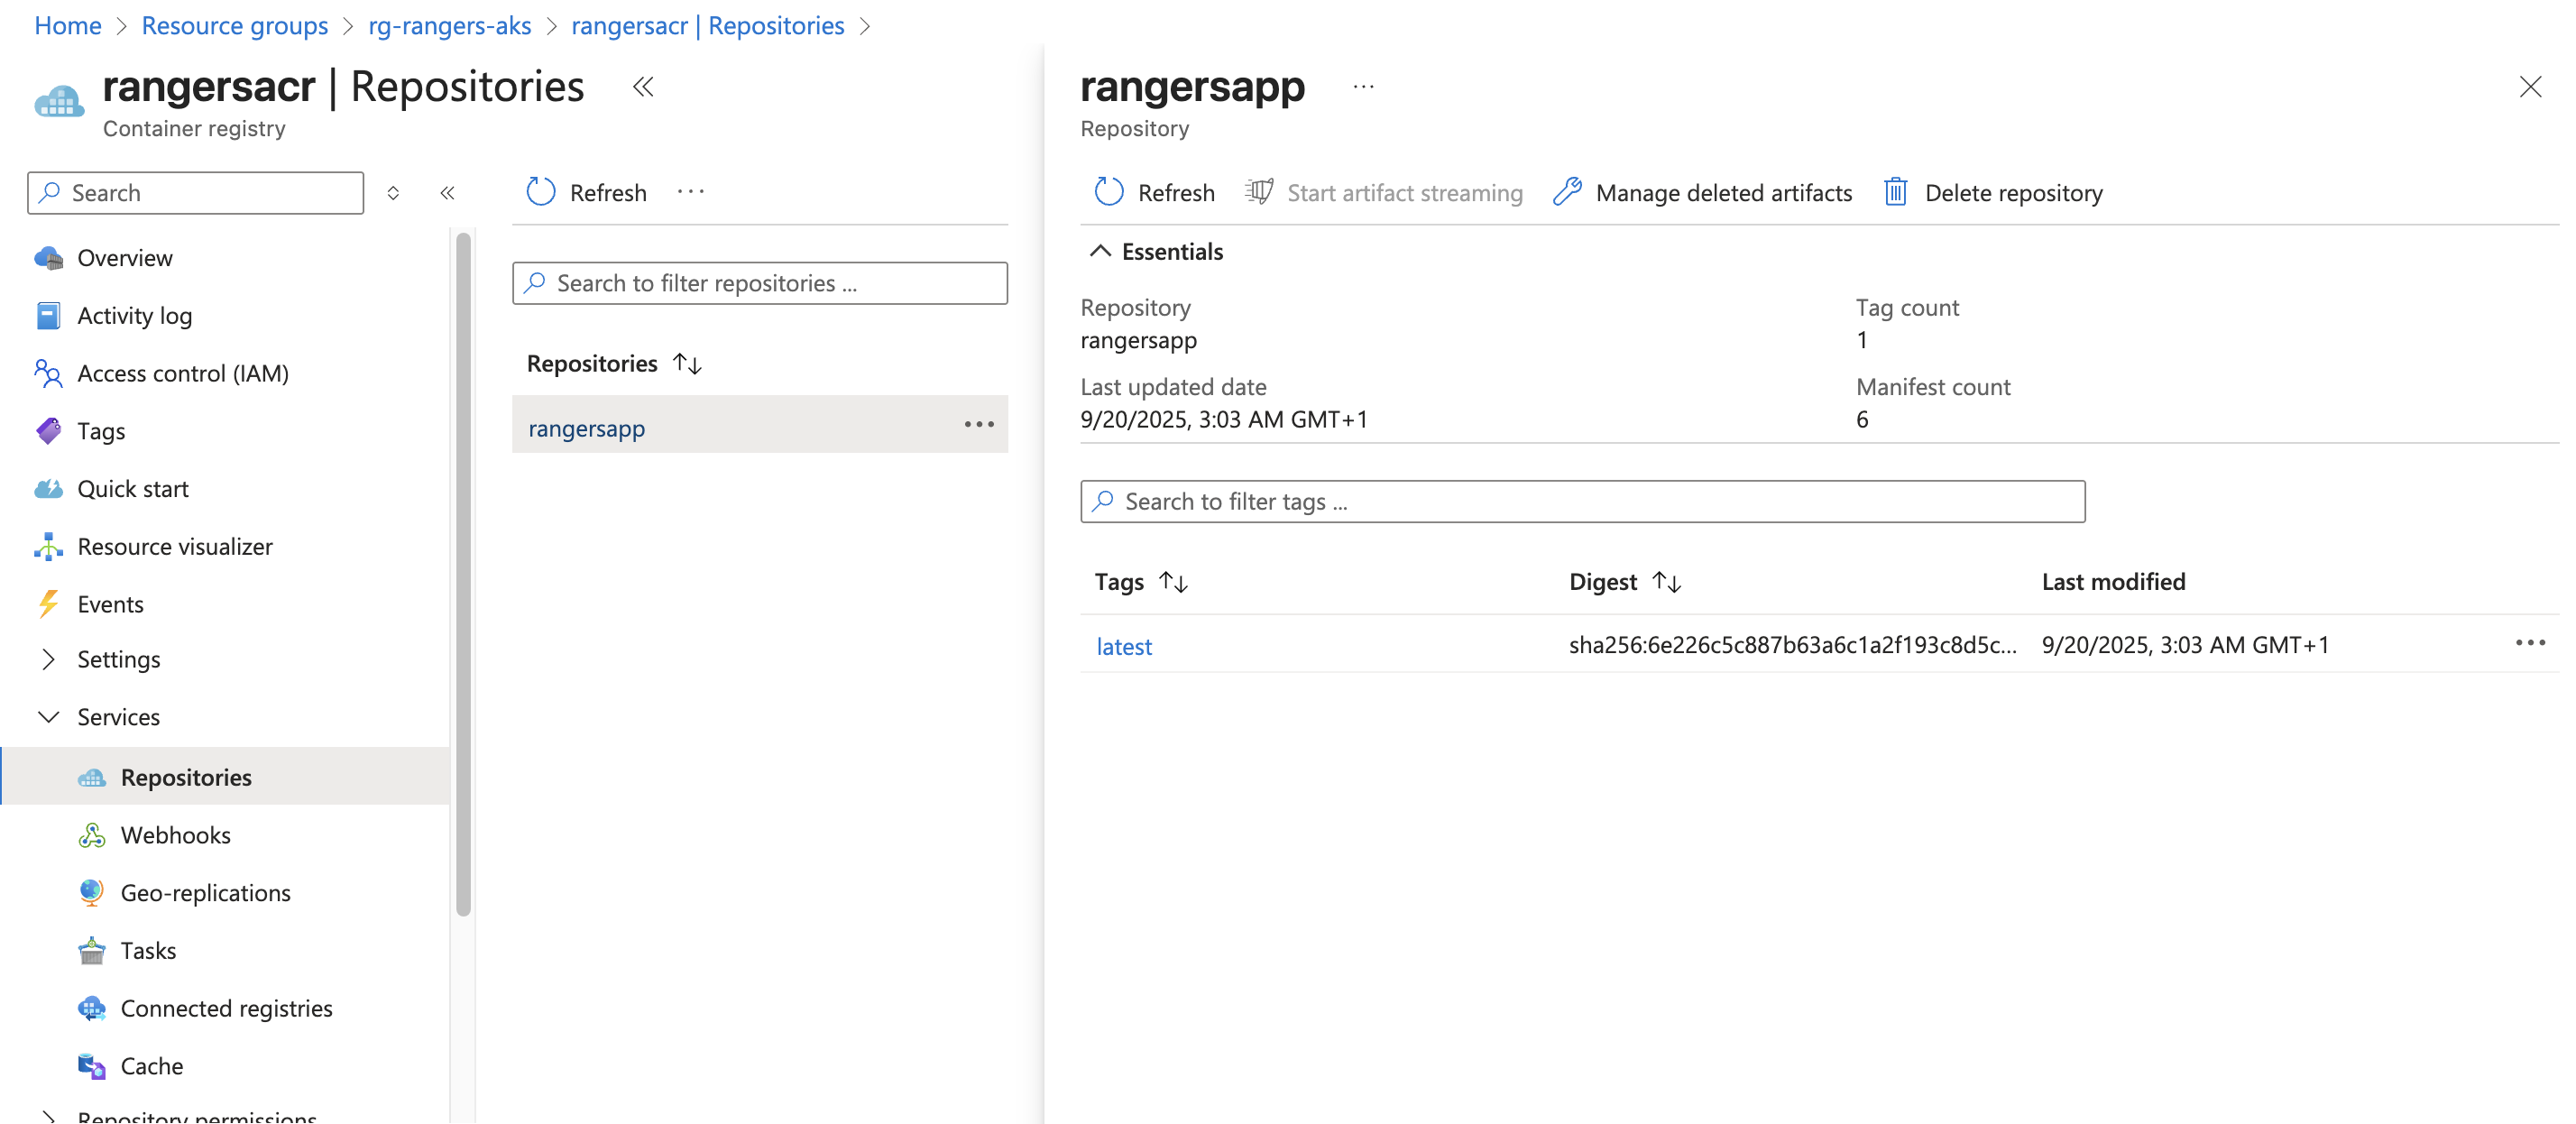 Home > Resource groups > rg-rangers-aks > rangersacr | Repositories >
rangersacr | Repositories
Container registry
Search
Overview
Activity log
Access control (IAM)
Tags
Quick start
Resource visualizer
Events
Settings
Services
Repositories
Webhooks
Geo-replications
Tasks
Connected registries
Cache
Repository permissions
Refresh ...
Search to filter repositories ...
Repositories
rangersapp
rangersapp ...
Repository
Refresh Start artifact streaming Manage deleted artifacts Delete repository
Essentials
Repository
rangersapp
Tag count
1
Last updated date
9/20/2025, 3:03 AM GMT+1
Manifest count
6
Search to filter tags ...
Tags Digest Last modified
latest sha256:6e226c5c887b63a6c1a2f193c8d5c... 9/20/2025, 3:03 AM GMT+1